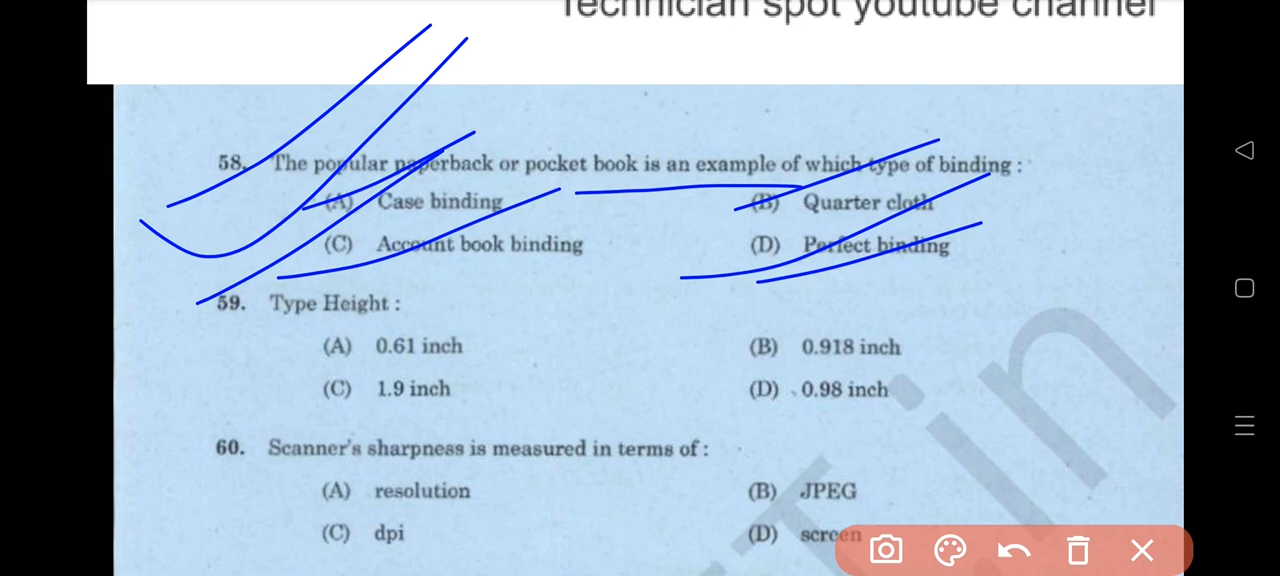 Technician spot youtube channel
58. The popular paperback or pocket book is an example of which type of binding :
(A) Case binding (B) Quarter cloth
(C) Account book binding (D) Perfect binding
59. Type Height :
(A) 0.61 inch (B) 0.918 inch
(C) 1.9 inch (D) 0.98 inch
60. Scanner's sharpness is measured in terms of :
(A) resolution (B) JPEG
(C) dpi (D) screen